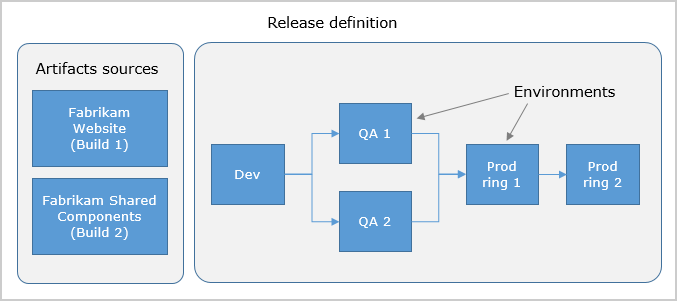 Release definition
Artifacts sources
Fabrikam
Website
(Build 1)
Fabrikam Shared
Components
(Build 2)
Environments
Dev
QA 1
QA 2
Prod
ring 1
Prod
ring 2